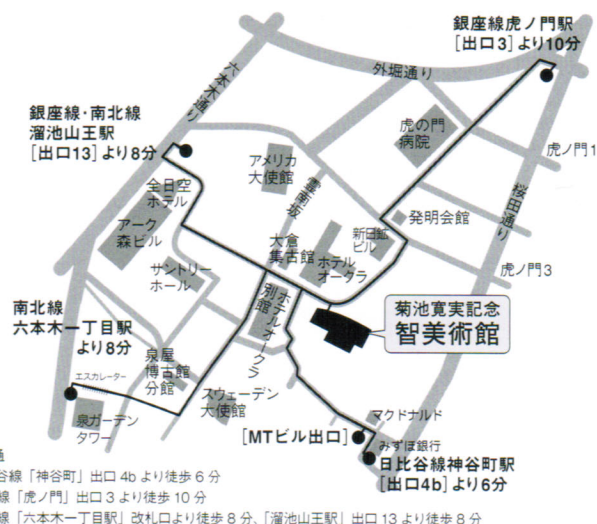 銀座線虎ノ門駅
[出口3]より10分
外堀通り
六本木通り
銀座線・南北線
溜池山王駅
[出口13]より8分
虎の門
病院
虎ノ門1
アメリカ
大使館
霊南坂
桜田通り
全日空
ホテル
発明会館
アーク
森ビル
新日鉱
ビル
大倉
集古館
ホテル
オークラ
サントリー
ホール
虎ノ門3
南北線
六本木一丁目駅
より8分
ホテルオークラ
別館
菊池寛実記念
智美術館
泉屋
博古館
分館
エスカレーター
スウェーデン
大使館
泉ガーデン
タワー
マクドナルド
[MTビル出口]
みずほ銀行
日比谷線神谷町駅
[出口4b]より6分
通
谷線「神谷町」出口 4b より徒歩 6 分
線「虎ノ門」出口 3 より徒歩 10 分
線「六本木一丁目駅」改札口より徒歩 8 分、「溜池山王駅」出口 13 より徒歩 8 分